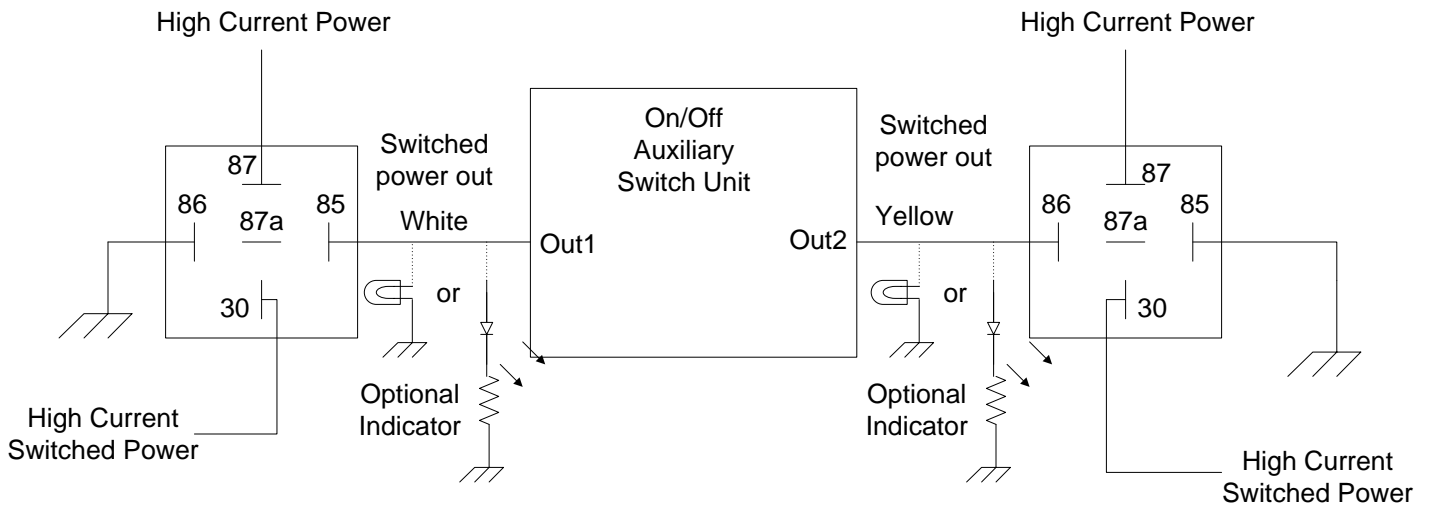 High Current Power
High Current Power
On/Off
Auxiliary
Switch Unit
Switched
power out
Switched
power out
87
87
86
87a
85
86
87a
85
White
Yellow
Out1
Out2
or
or
30
30
Optional
Indicator
Optional
Indicator
High Current
Switched Power
High Current
Switched Power